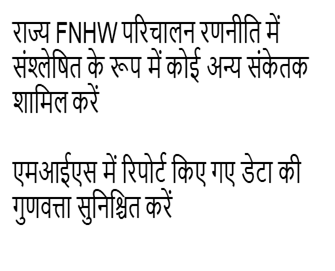 राज्य FNHW परिचालन रणनीति में
संश्लेषित के रूप में कोई अन्य संकेतक
शामिल करें
एमआईएस में रिपोर्ट किए गए डेटा की
गुणवत्ता सुनिश्चित करें